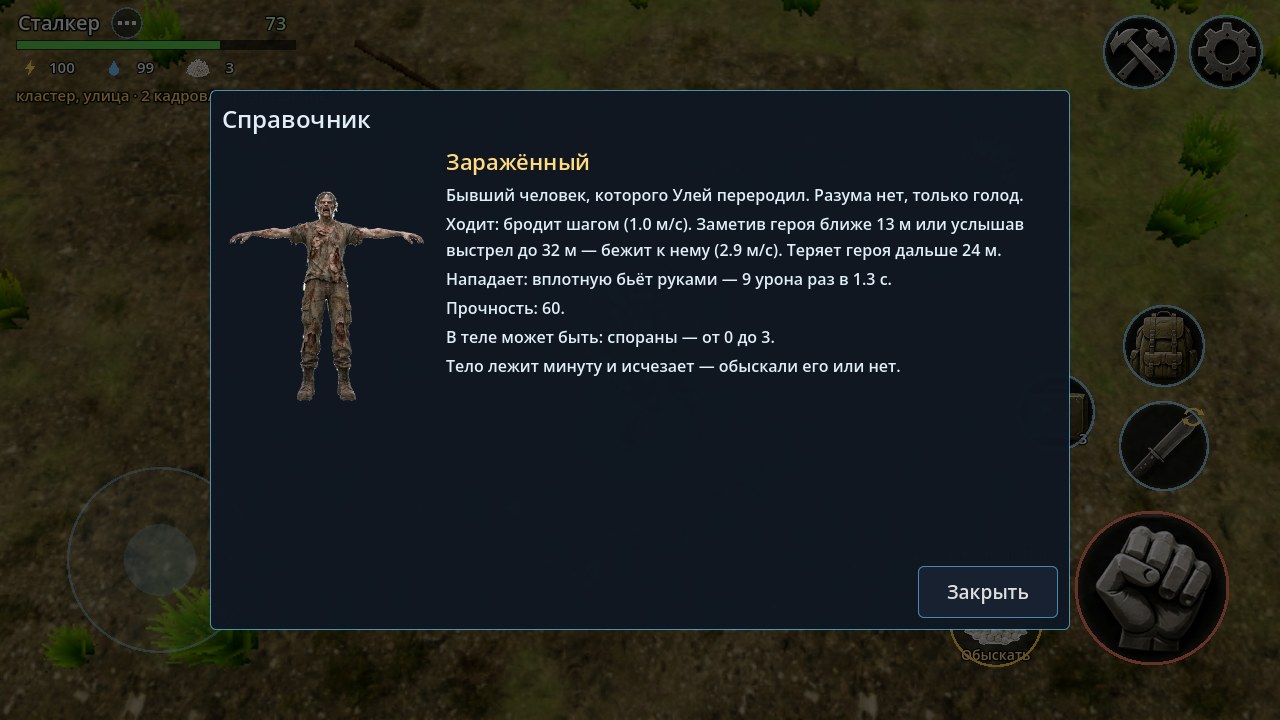 Сталкер
73
100
99
3
кластер, улица · 2 кадров
Справочник
Заражённый
Бывший человек, которого Улей переродил. Разума нет, только голод.
Ходит: бродит шагом (1.0 м/с). Заметив героя ближе 13 м или услышав
выстрел до 32 м — бежит к нему (2.9 м/с). Теряет героя дальше 24 м.
Нападает: вплотную бьёт руками — 9 урона раз в 1.3 с.
Прочность: 60.
В теле может быть: спораны — от 0 до 3.
Тело лежит минуту и исчезает — обыскали его или нет.
3
Закрыть
Обыскать